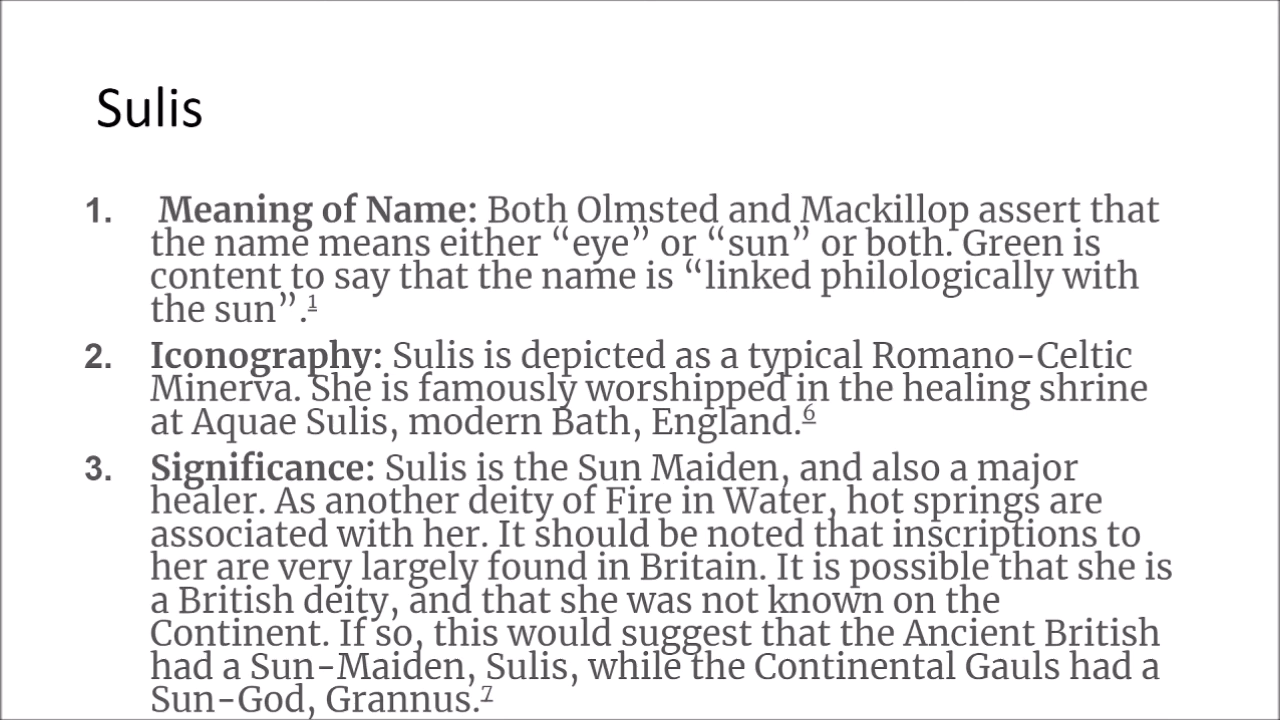 Sulis
1. Meaning of Name: Both Olmsted and Mackillop assert that
the name means either “eye” or “sun” or both. Green is
content to say that the name is “linked philologically with
the sun”.1
2. Iconography: Sulis is depicted as a typical Romano-Celtic
Minerva. She is famously worshipped in the healing shrine
at Aquae Sulis, modern Bath, England.6
3. Significance: Sulis is the Sun Maiden, and also a major
healer. As another deity of Fire in Water, hot springs are
associated with her. It should be noted that inscriptions to
her are very largely found in Britain. It is possible that she is
a British deity, and that she was not known on the
Continent. If so, this would suggest that the Ancient British
had a Sun-Maiden, Sulis, while the Continental Gauls had a
Sun-God, Grannus.7